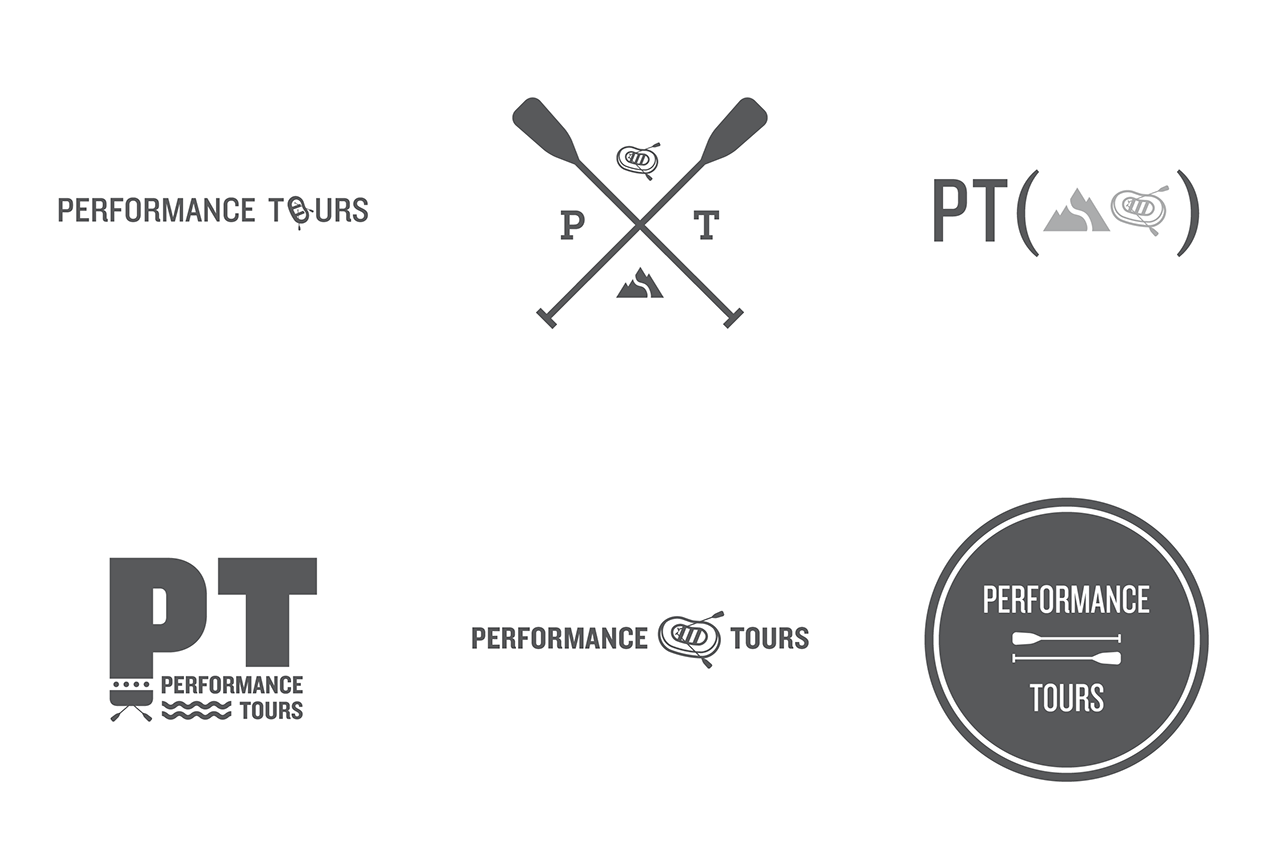 PERFORMANCE TOURS
P T
PT( )
PT
PERFORMANCE
TOURS
PERFORMANCE TOURS
PERFORMANCE
TOURS